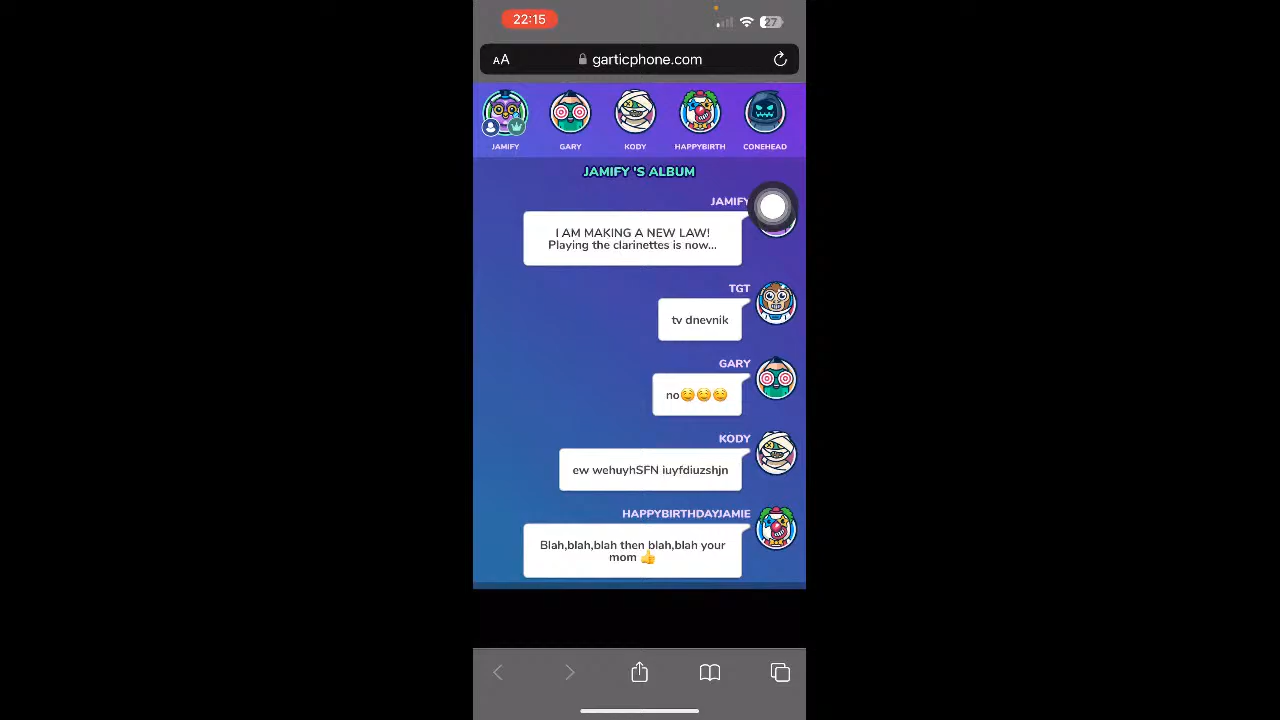 22:15
27
AA
garticphone.com
JAMIFY
GARY
KODY
HAPPYBIRTH
CONEHEAD
JAMIFY 'S ALBUM
JAMIFY
I AM MAKING A NEW LAW!
Playing the clarinettes is now...
TGT
tv dnevnik
GARY
no😋😋😋
KODY
ew wehuyhSFN iuyfdiuzshjn
HAPPYBIRTHDAYJAMIE
Blah,blah,blah then blah,blah your
mom 👍